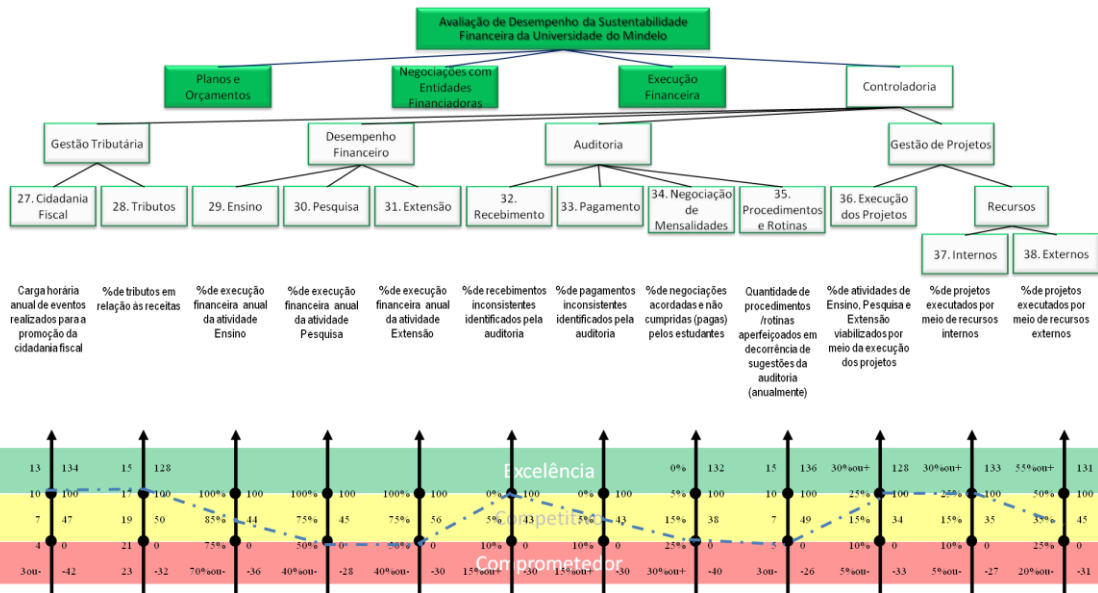 Avaliação de Desempenho da Sustentabilidade
Financeira da Universidade do Mindelo
Planos e
Orçamentos
Negociações com
Entidades
Financiadoras
Execução
Financeira
Controladoria
Gestão Tributária
Desempenho
Financeiro
Auditoria
Gestão de Projetos
27. Cidadania
Fiscal
28. Tributos
29. Ensino
30. Pesquisa
31. Extensão
32.
Recebimento
33. Pagamento
34. Negociação
de
Mensalidades
35.
Procedimentos
e Rotinas
36. Execução
dos Projetos
Recursos
37. Internos
38. Externos
Carga horária
anual de eventos
realizados para a
promoção da
cidadania fiscal
%de tributos em
relação às receitas
%de execução
financeira anual
da atividade
Ensino
%de execução
financeira anual
da atividade
Pesquisa
%de execução
financeira anual
da atividade
Extensão
%de recebimentos
inconsistentes
identificados pela
auditoria
%de pagamentos
inconsistentes
identificados pela
auditoria
%de negociações
acordadas e não
cumpridas (pagas)
pelos estudantes
Quantidade de
procedimentos
/rotinas
aperfeiçoados em
decorrência de
sugestões da
auditoria
(anualmente)
%de atividades de
Ensino, Pesquisa e
Extensão
viabilizados por
meio da execução
dos projetos
%de projetos
executados por
meio de recursos
internos
%de projetos
executados por
meio de recursos
externos
13 134 15 128 Excelência 0% 132 15 136 30%ou+ 128 30%ou+ 133 55%ou+ 131
10 100 17 100 100% 100 100% 100 100% 100 0% 100 0% 100 5% 100 10 100 25% 100 25% 100 50% 100
7 47 19 50 85% 44 75% 45 75% 56 5% 43 Competitivo 5% 43 15% 38 7 49 15% 34 15% 35 35% 45
4 0 21 0 75% 0 50% 0 50% 0 10% 0 10% 0 25% 0 5 0 10% 0 10% 0 25% 0
3ou- -42 23 -32 70%ou- -36 40%ou- -28 40%ou- -30 15%ou+ -30 Comprometedor 15%ou+ -30 30%ou+ -40 3ou- -26 5%ou- -33 5%ou- -27 20%ou- -31